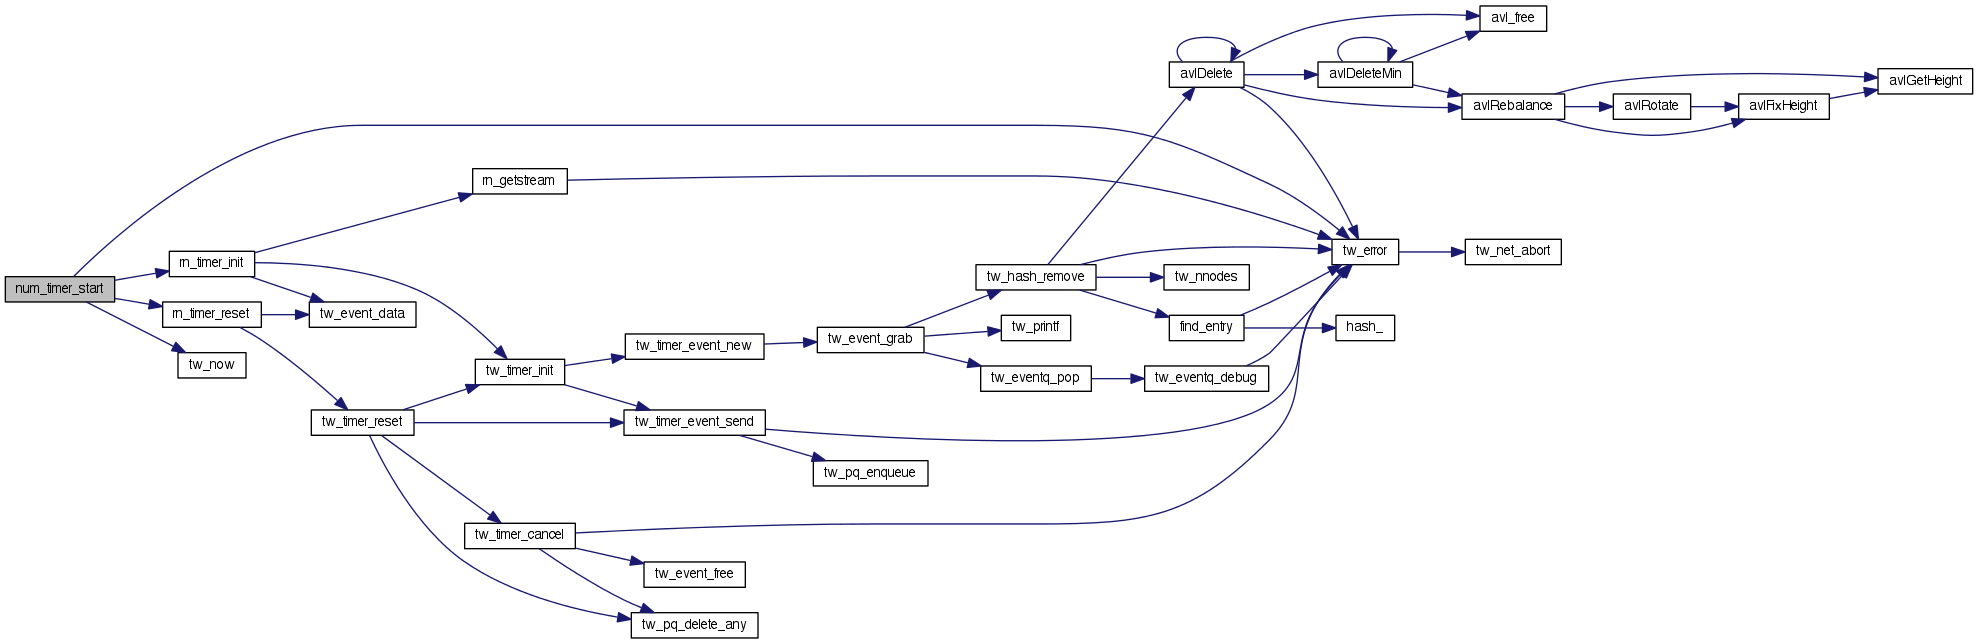 avl_free
avlDelete
avlDeleteMin
avlGetHeight
avlRebalance
avlRotate
avlFixHeight
rn_getstream
tw_error
tw_net_abort
rn_timer_init
tw_hash_remove
tw_nnodes
num_timer_start
rn_timer_reset
tw_event_data
tw_printf
find_entry
hash_
tw_timer_event_new
tw_event_grab
tw_now
tw_timer_init
tw_eventq_pop
tw_eventq_debug
tw_timer_reset
tw_timer_event_send
tw_pq_enqueue
tw_timer_cancel
tw_event_free
tw_pq_delete_any